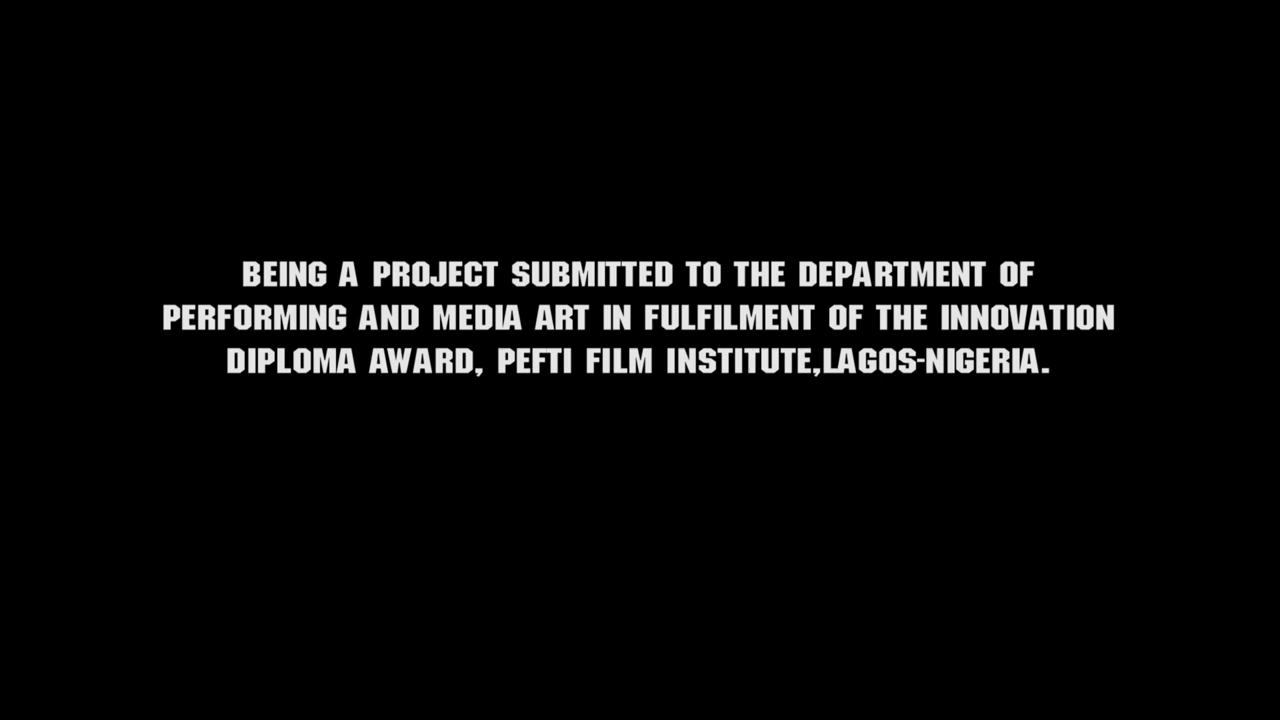 BEING A PROJECT SUBMITTED TO THE DEPARTMENT OF
PERFORMING AND MEDIA ART IN FULFILMENT OF THE INNOVATION
DIPLOMA AWARD, PEFTI FILM INSTITUTE,LAGOS-NIGERIA.